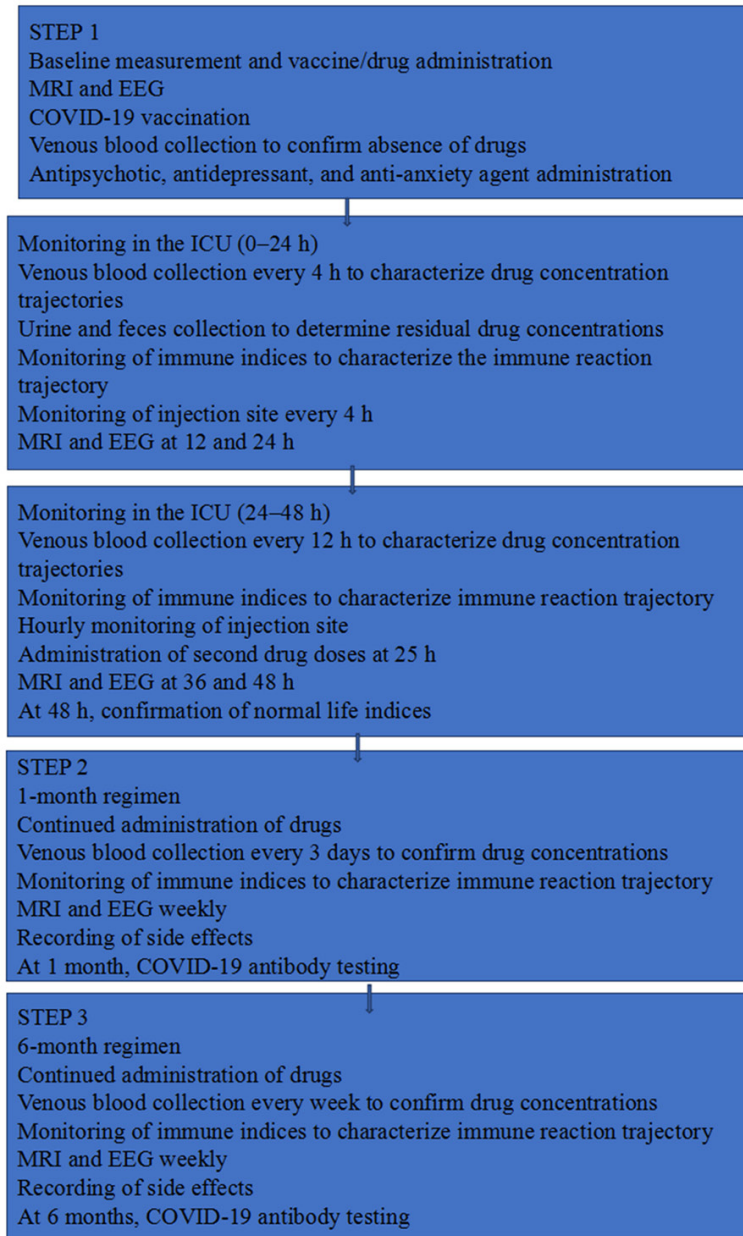 STEP 1
Baseline measurement and vaccine/drug administration
MRI and EEG
COVID-19 vaccination
Venous blood collection to confirm absence of drugs
Antipsychotic, antidepressant, and anti-anxiety agent administration
Monitoring in the ICU (0–24 h)
Venous blood collection every 4 h to characterize drug concentration
trajectories
Urine and feces collection to determine residual drug concentrations
Monitoring of immune indices to characterize the immune reaction
trajectory
Monitoring of injection site every 4 h
MRI and EEG at 12 and 24 h
Monitoring in the ICU (24–48 h)
Venous blood collection every 12 h to characterize drug concentration
trajectories
Monitoring of immune indices to characterize immune reaction trajectory
Hourly monitoring of injection site
Administration of second drug doses at 25 h
MRI and EEG at 36 and 48 h
At 48 h, confirmation of normal life indices
STEP 2
1-month regimen
Continued administration of drugs
Venous blood collection every 3 days to confirm drug concentrations
Monitoring of immune indices to characterize immune reaction trajectory
MRI and EEG weekly
Recording of side effects
At 1 month, COVID-19 antibody testing
STEP 3
6-month regimen
Continued administration of drugs
Venous blood collection every week to confirm drug concentrations
Monitoring of immune indices to characterize immune reaction trajectory
MRI and EEG weekly
Recording of side effects
At 6 months, COVID-19 antibody testing